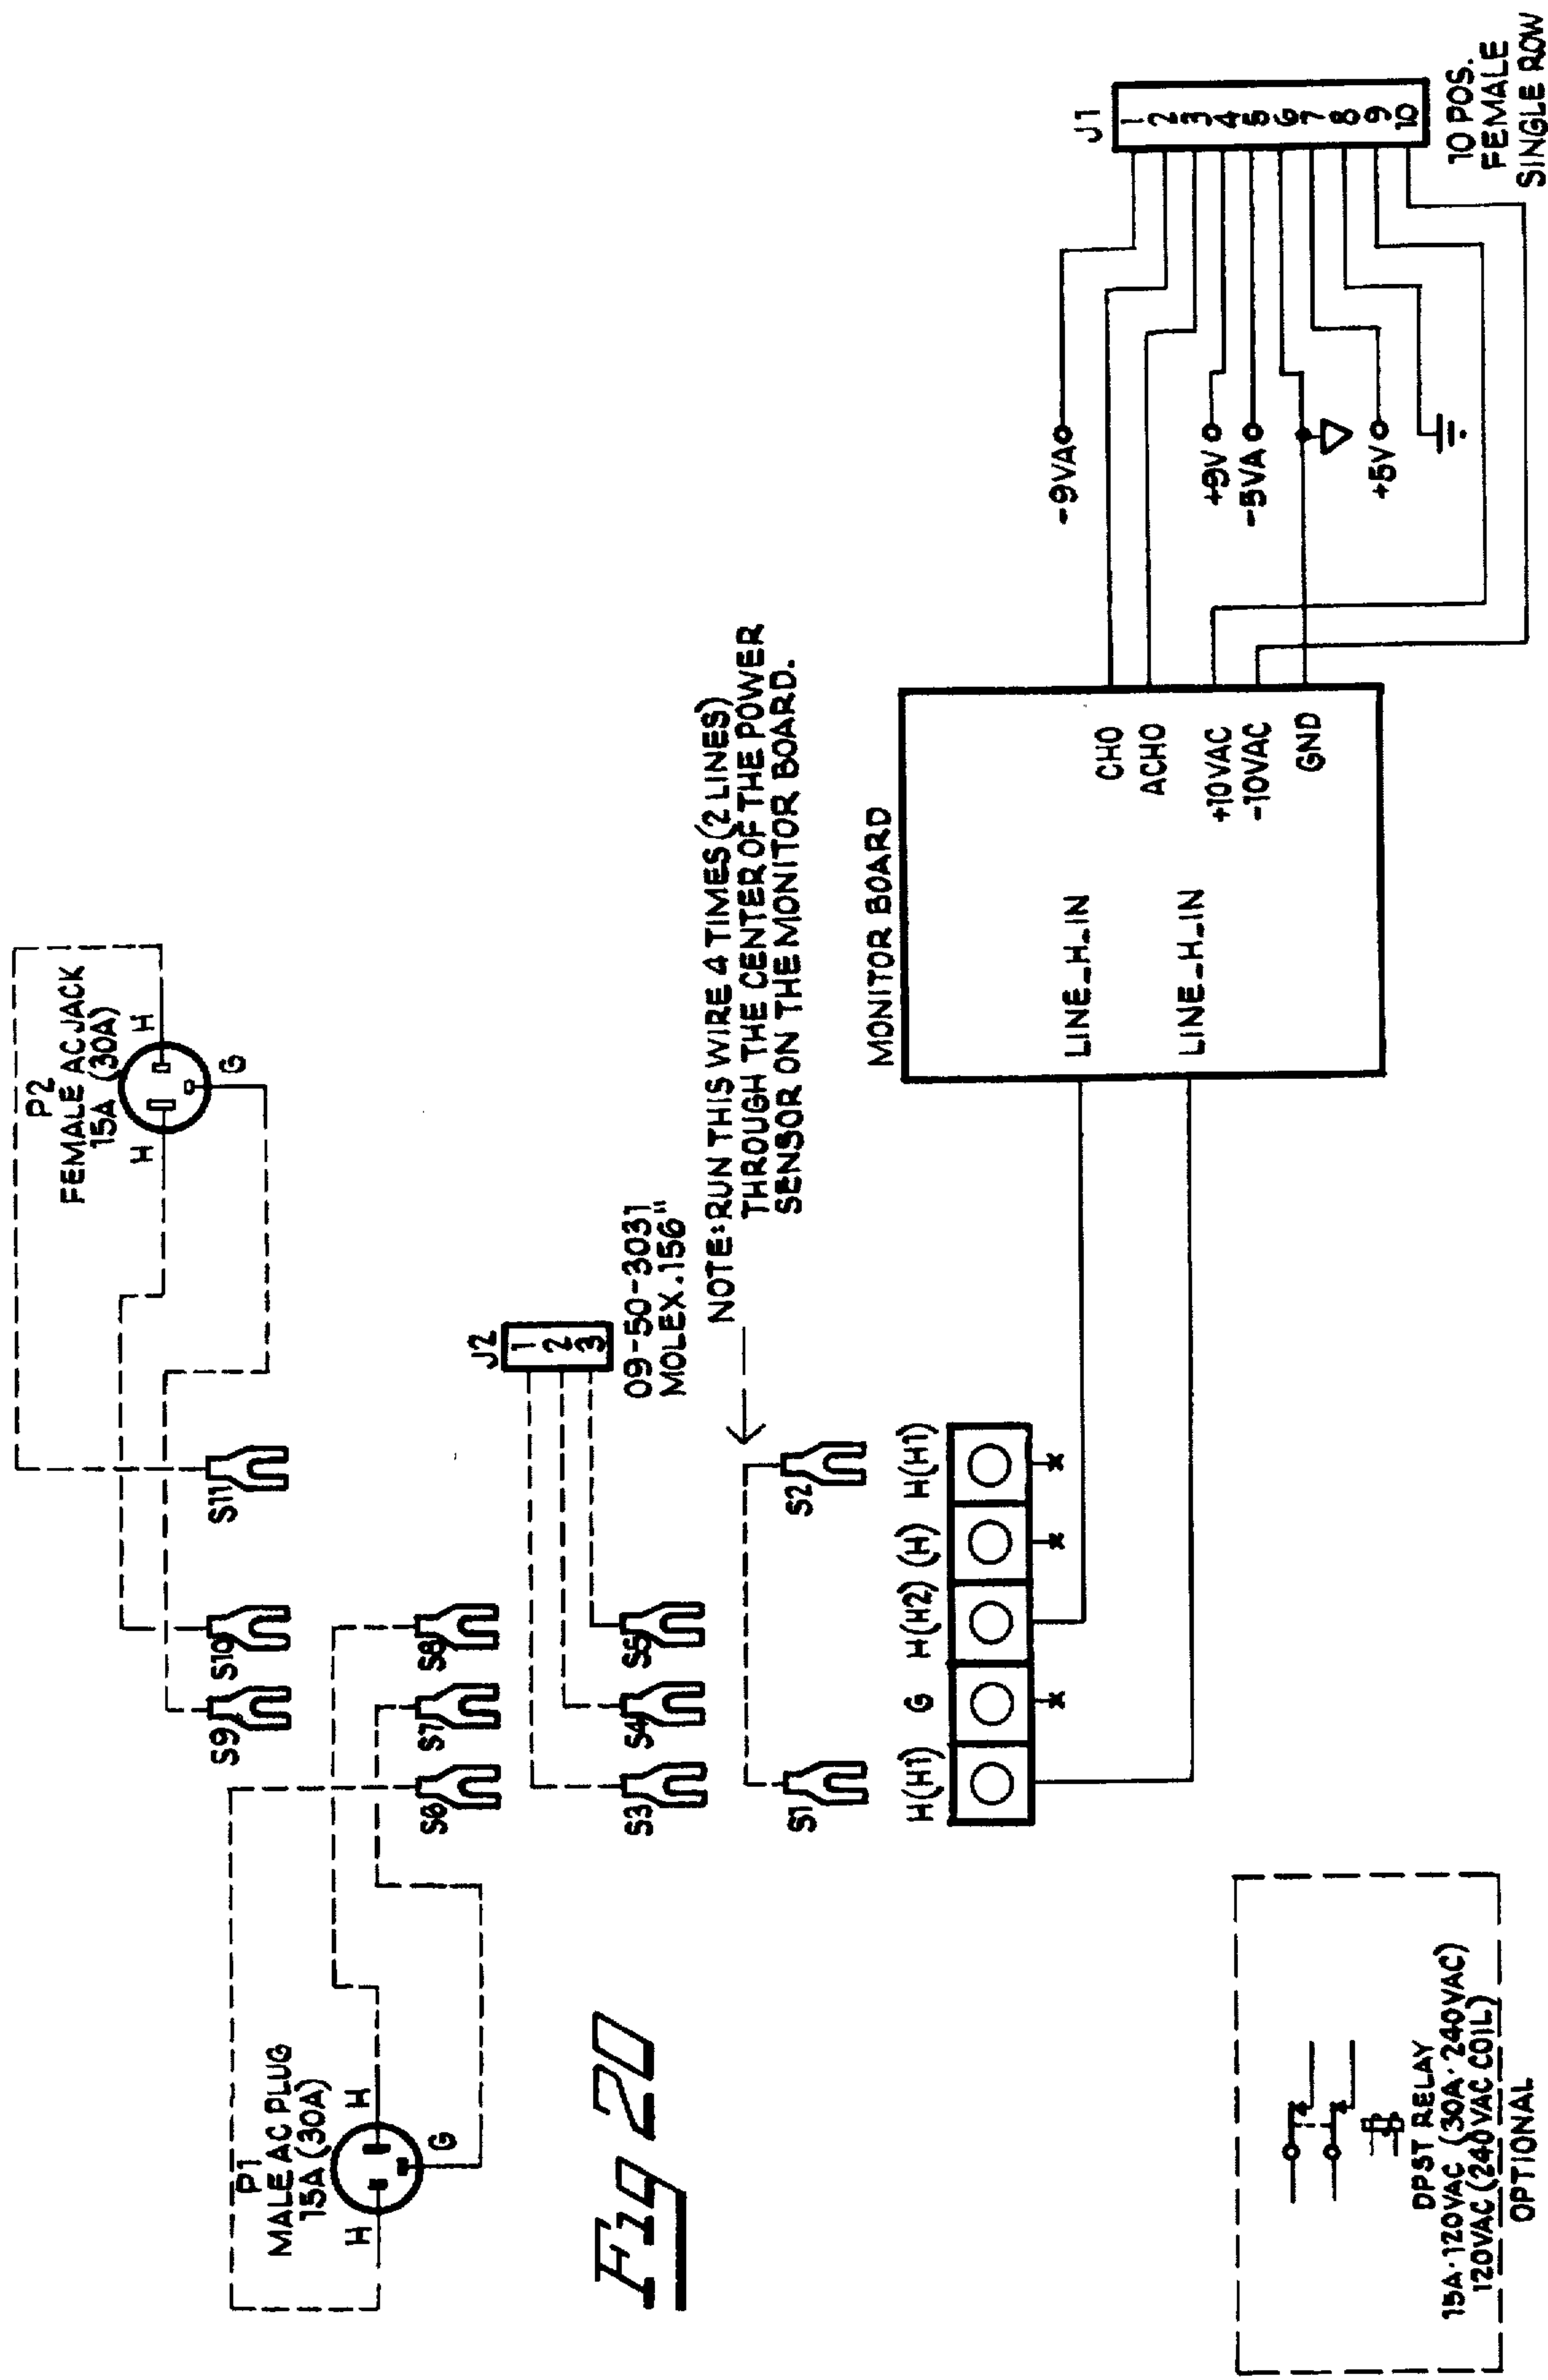 P1
MALE AC PLUG
15A (30A)
H
H
G
P2
FEMALE AC JACK
15A (30A)
H
H
G
S9
S10
S11
S6
S7
S8
J2
1
2
3
09-50-3031
MOLEX .156"
S3
S4
S5
NOTE: RUN THIS WIRE 4 TIMES (2 LINES)
THROUGH THE CENTER OF THE POWER
SENSOR ON THE MONITOR BOARD.
S1
S2
H(H1)
G
H(H2)
(H)
H(H1)
MONITOR BOARD
LINE_H_IN
LINE_H_IN
CHO
ACHO
+10VAC
-10VAC
GND
-9VA
+9V
-5VA
+5V
J1
1
2
3
4
5
6
7
8
9
10
10 POS.
FEMALE
SINGLE ROW
Fig 20
DPST RELAY
15A·120VAC (30A·240VAC)
120VAC (240VAC COIL)
OPTIONAL